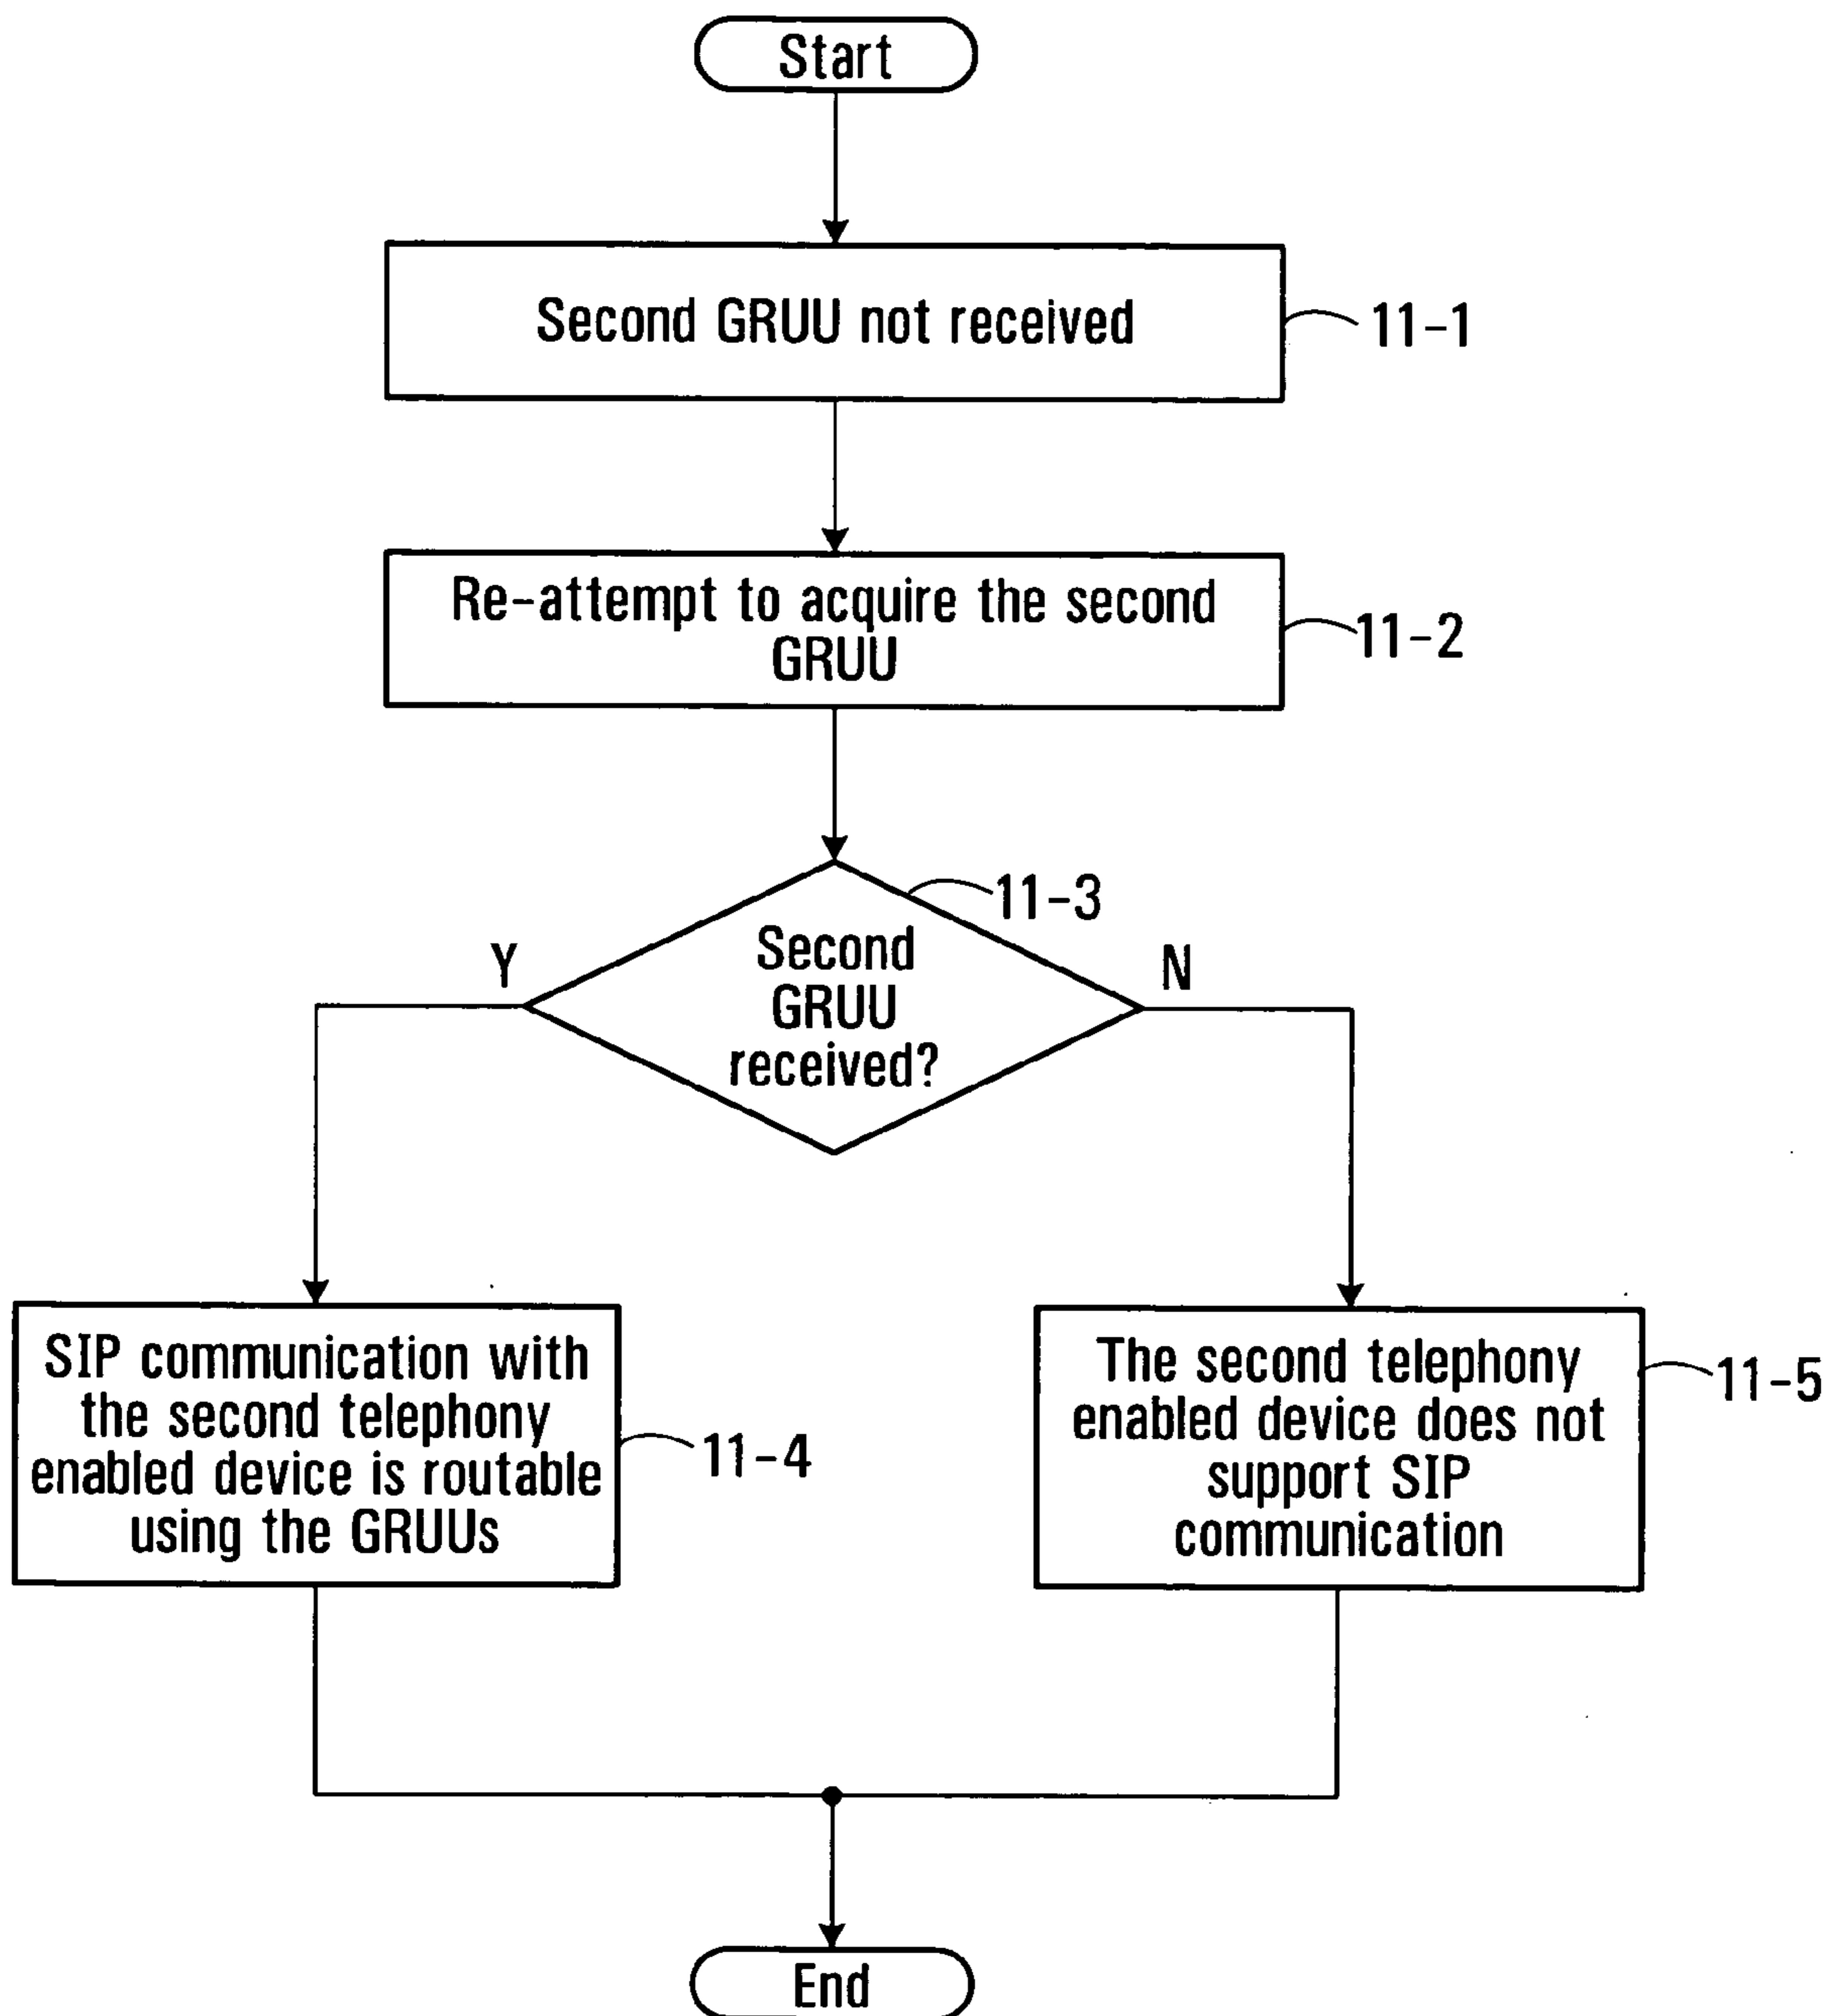 Start
Second GRUU not received
11-1
Re-attempt to acquire the second
GRUU
11-2
11-3
Second
GRUU
received?
Y
N
SIP communication with
the second telephony
enabled device is routable
using the GRUUs
11-4
The second telephony
enabled device does not
support SIP
communication
11-5
End